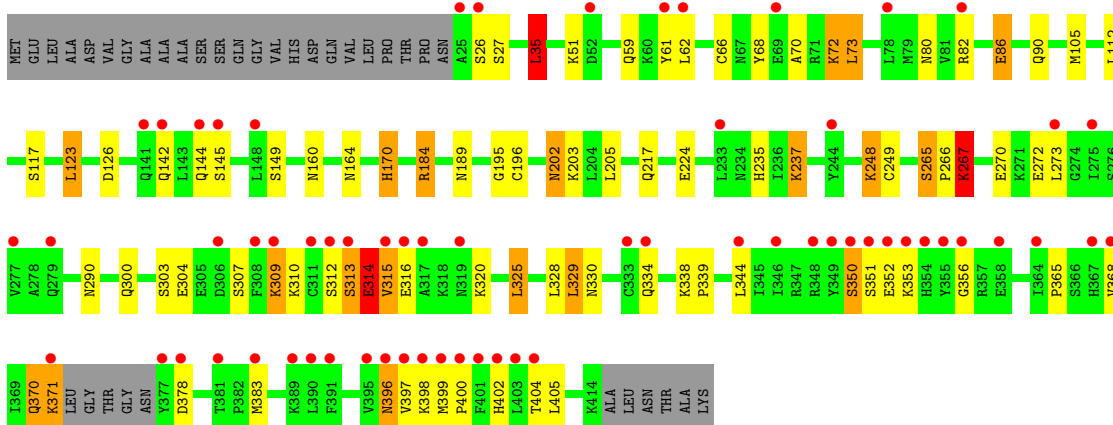 MET GLU LEU ALA ASP VAL GLY ALA ALA ALA SER SER GLN GLY VAL HIS ASP GLN VAL LEU PRO THR PRO ASN A25 S26 S27 L35 K51 D52 Q59 K60 Y61 L62 C66 N67 Y68 E69 A70 R71 K72 L73 L78 M79 N80 V81 R82 E86 Q90 M105
S117 L123 D126 Q141 Q142 L143 Q144 S145 L148 S149 N160 N164 H170 R184 N189 G195 C196 N202 K203 L204 L205 Q217 E224 L233 N234 H235 I236 K237 Y244 K248 C249 S265 P266 K267 E270 K271 E272 L273 G274 I275
V277 A278 Q279 N290 Q300 S303 E304 E305 D306 S307 F308 K309 K310 C311 S312 S313 E314 V315 E316 A317 K318 N319 K320 L325 L328 L329 N330 C333 Q334 K338 P339 L344 I345 I346 R347 R348 Y349 S350 S351 E352 K353 H354 Y355 G356 R357 E358 I364 P365 S366 H367
I369 Q370 K371 LEU GLY THR GLY ASN Y377 D378 T381 P382 M383 K389 L390 F391 V395 N396 V397 K398 M399 P400 F401 H402 L403 T404 L405 K414 ALA LEU ASN THR ALA LYS